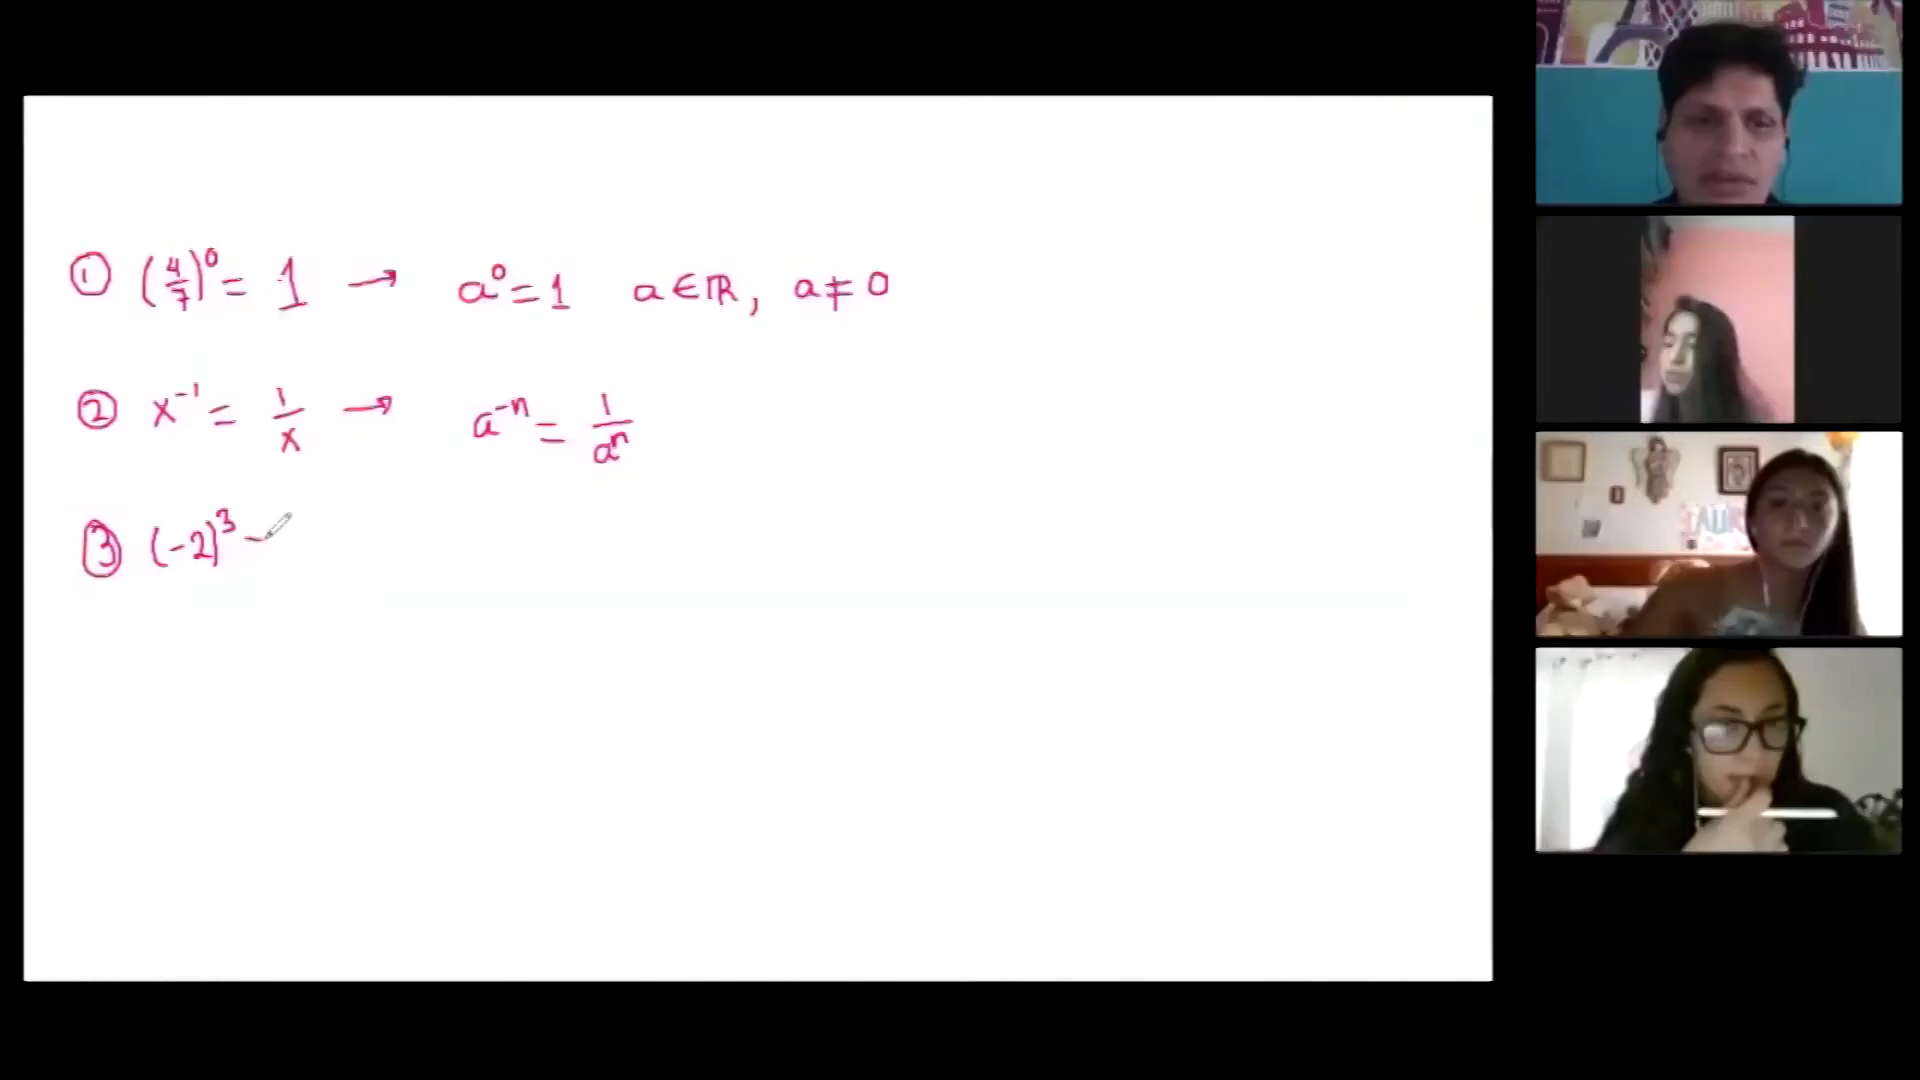 ① (4/7)⁰ = 1 → a⁰ = 1 a ∈ ℝ, a ≠ 0
② x⁻¹ = 1/x → a⁻ⁿ = 1/aⁿ
③ (-2)³ -